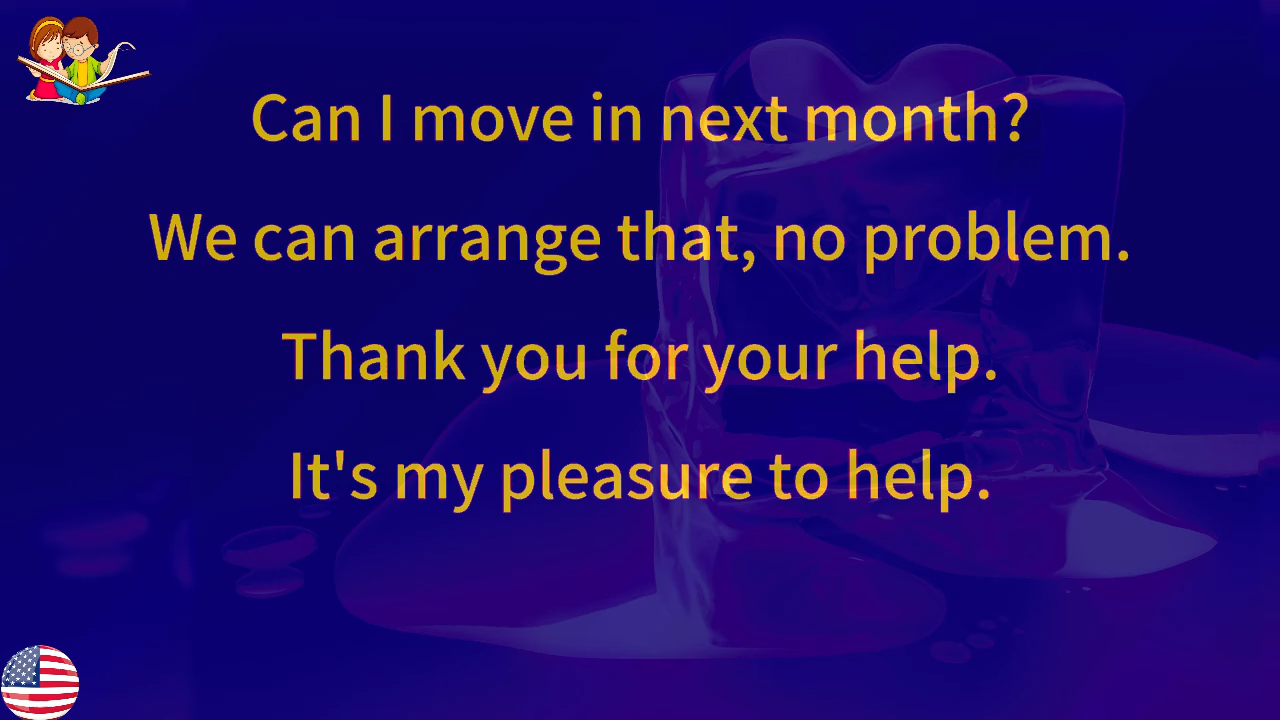 Can I move in next month?
We can arrange that, no problem.
Thank you for your help.
It's my pleasure to help.